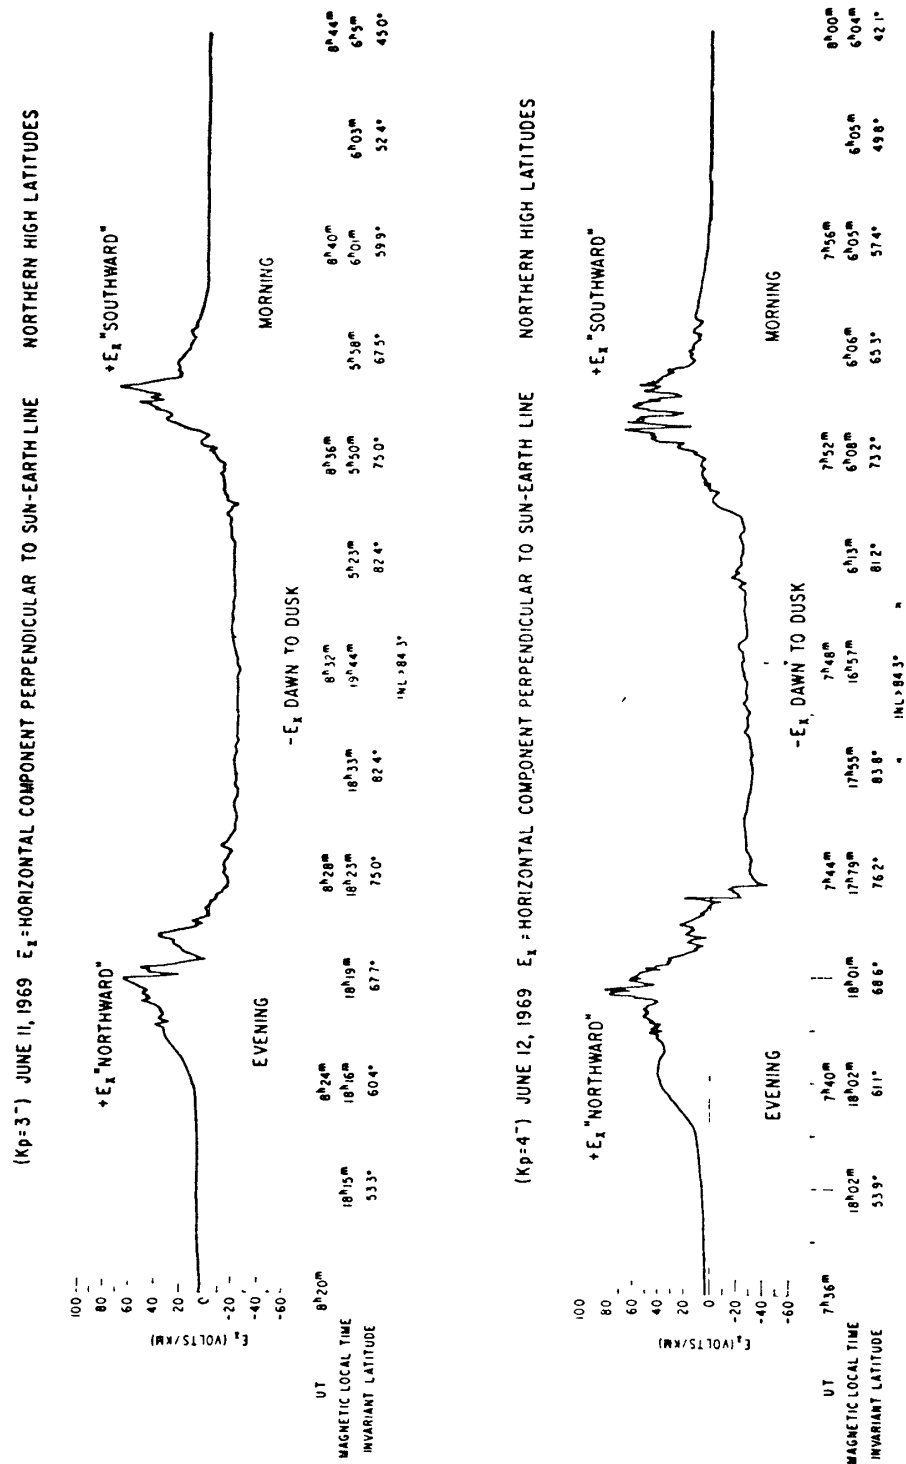 (Kp=3⁻) JUNE 11, 1969 Eₓ=HORIZONTAL COMPONENT PERPENDICULAR TO SUN-EARTH LINE NORTHERN HIGH LATITUDES
+Eₓ "NORTHWARD"
+Eₓ "SOUTHWARD"
100
80
60
40
20
0
-20
-40
-60
Eₓ (VOLTS/KM)
EVENING
-Eₓ DAWN TO DUSK
MORNING
UT 8ʰ20ᵐ 8ʰ24ᵐ 8ʰ28ᵐ 8ʰ32ᵐ 8ʰ36ᵐ 8ʰ40ᵐ 8ʰ44ᵐ
MAGNETIC LOCAL TIME 18ʰ15ᵐ 18ʰ16ᵐ 18ʰ19ᵐ 18ʰ23ᵐ 18ʰ33ᵐ 19ʰ44ᵐ 5ʰ23ᵐ 5ʰ50ᵐ 5ʰ58ᵐ 6ʰ01ᵐ 6ʰ03ᵐ 6ʰ5ᵐ
INVARIANT LATITUDE 53.3° 60.4° 67.7° 75.0° 82.4° 82.4° 75.0° 67.5° 59.9° 52.4° 45.0°
INL>84.3°
(Kp=4⁻) JUNE 12, 1969 Eₓ=HORIZONTAL COMPONENT PERPENDICULAR TO SUN-EARTH LINE NORTHERN HIGH LATITUDES
+Eₓ "NORTHWARD"
+Eₓ "SOUTHWARD"
100
80
60
40
20
0
-20
-40
-60
Eₓ (VOLTS/KM)
EVENING
-Eₓ, DAWN TO DUSK
MORNING
UT 7ʰ36ᵐ 7ʰ40ᵐ 7ʰ44ᵐ 7ʰ48ᵐ 7ʰ52ᵐ 7ʰ56ᵐ 8ʰ00ᵐ
MAGNETIC LOCAL TIME 18ʰ02ᵐ 18ʰ02ᵐ 18ʰ01ᵐ 17ʰ79ᵐ 17ʰ55ᵐ 16ʰ57ᵐ 6ʰ13ᵐ 6ʰ08ᵐ 6ʰ06ᵐ 6ʰ05ᵐ 6ʰ05ᵐ 6ʰ04ᵐ
INVARIANT LATITUDE 53.9° 61.1° 68.6° 76.2° 83.8° 81.2° 73.2° 65.3° 57.4° 49.8° 42.1°
INL>84.3°